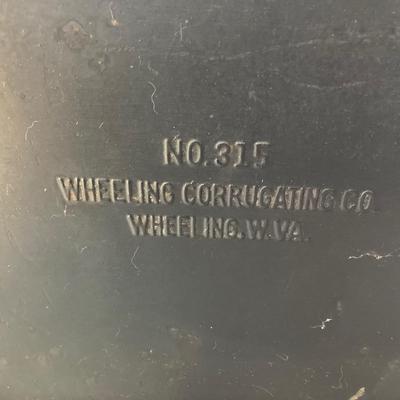 NO. 315
WHEELING CORRUGATING CO.
WHEELING, W.VA.